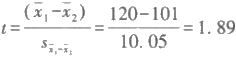 t = (x̄₁-x̄₂) / s_{x̄₁-x̄₂} = 120-101 / 10.05 = 1.89